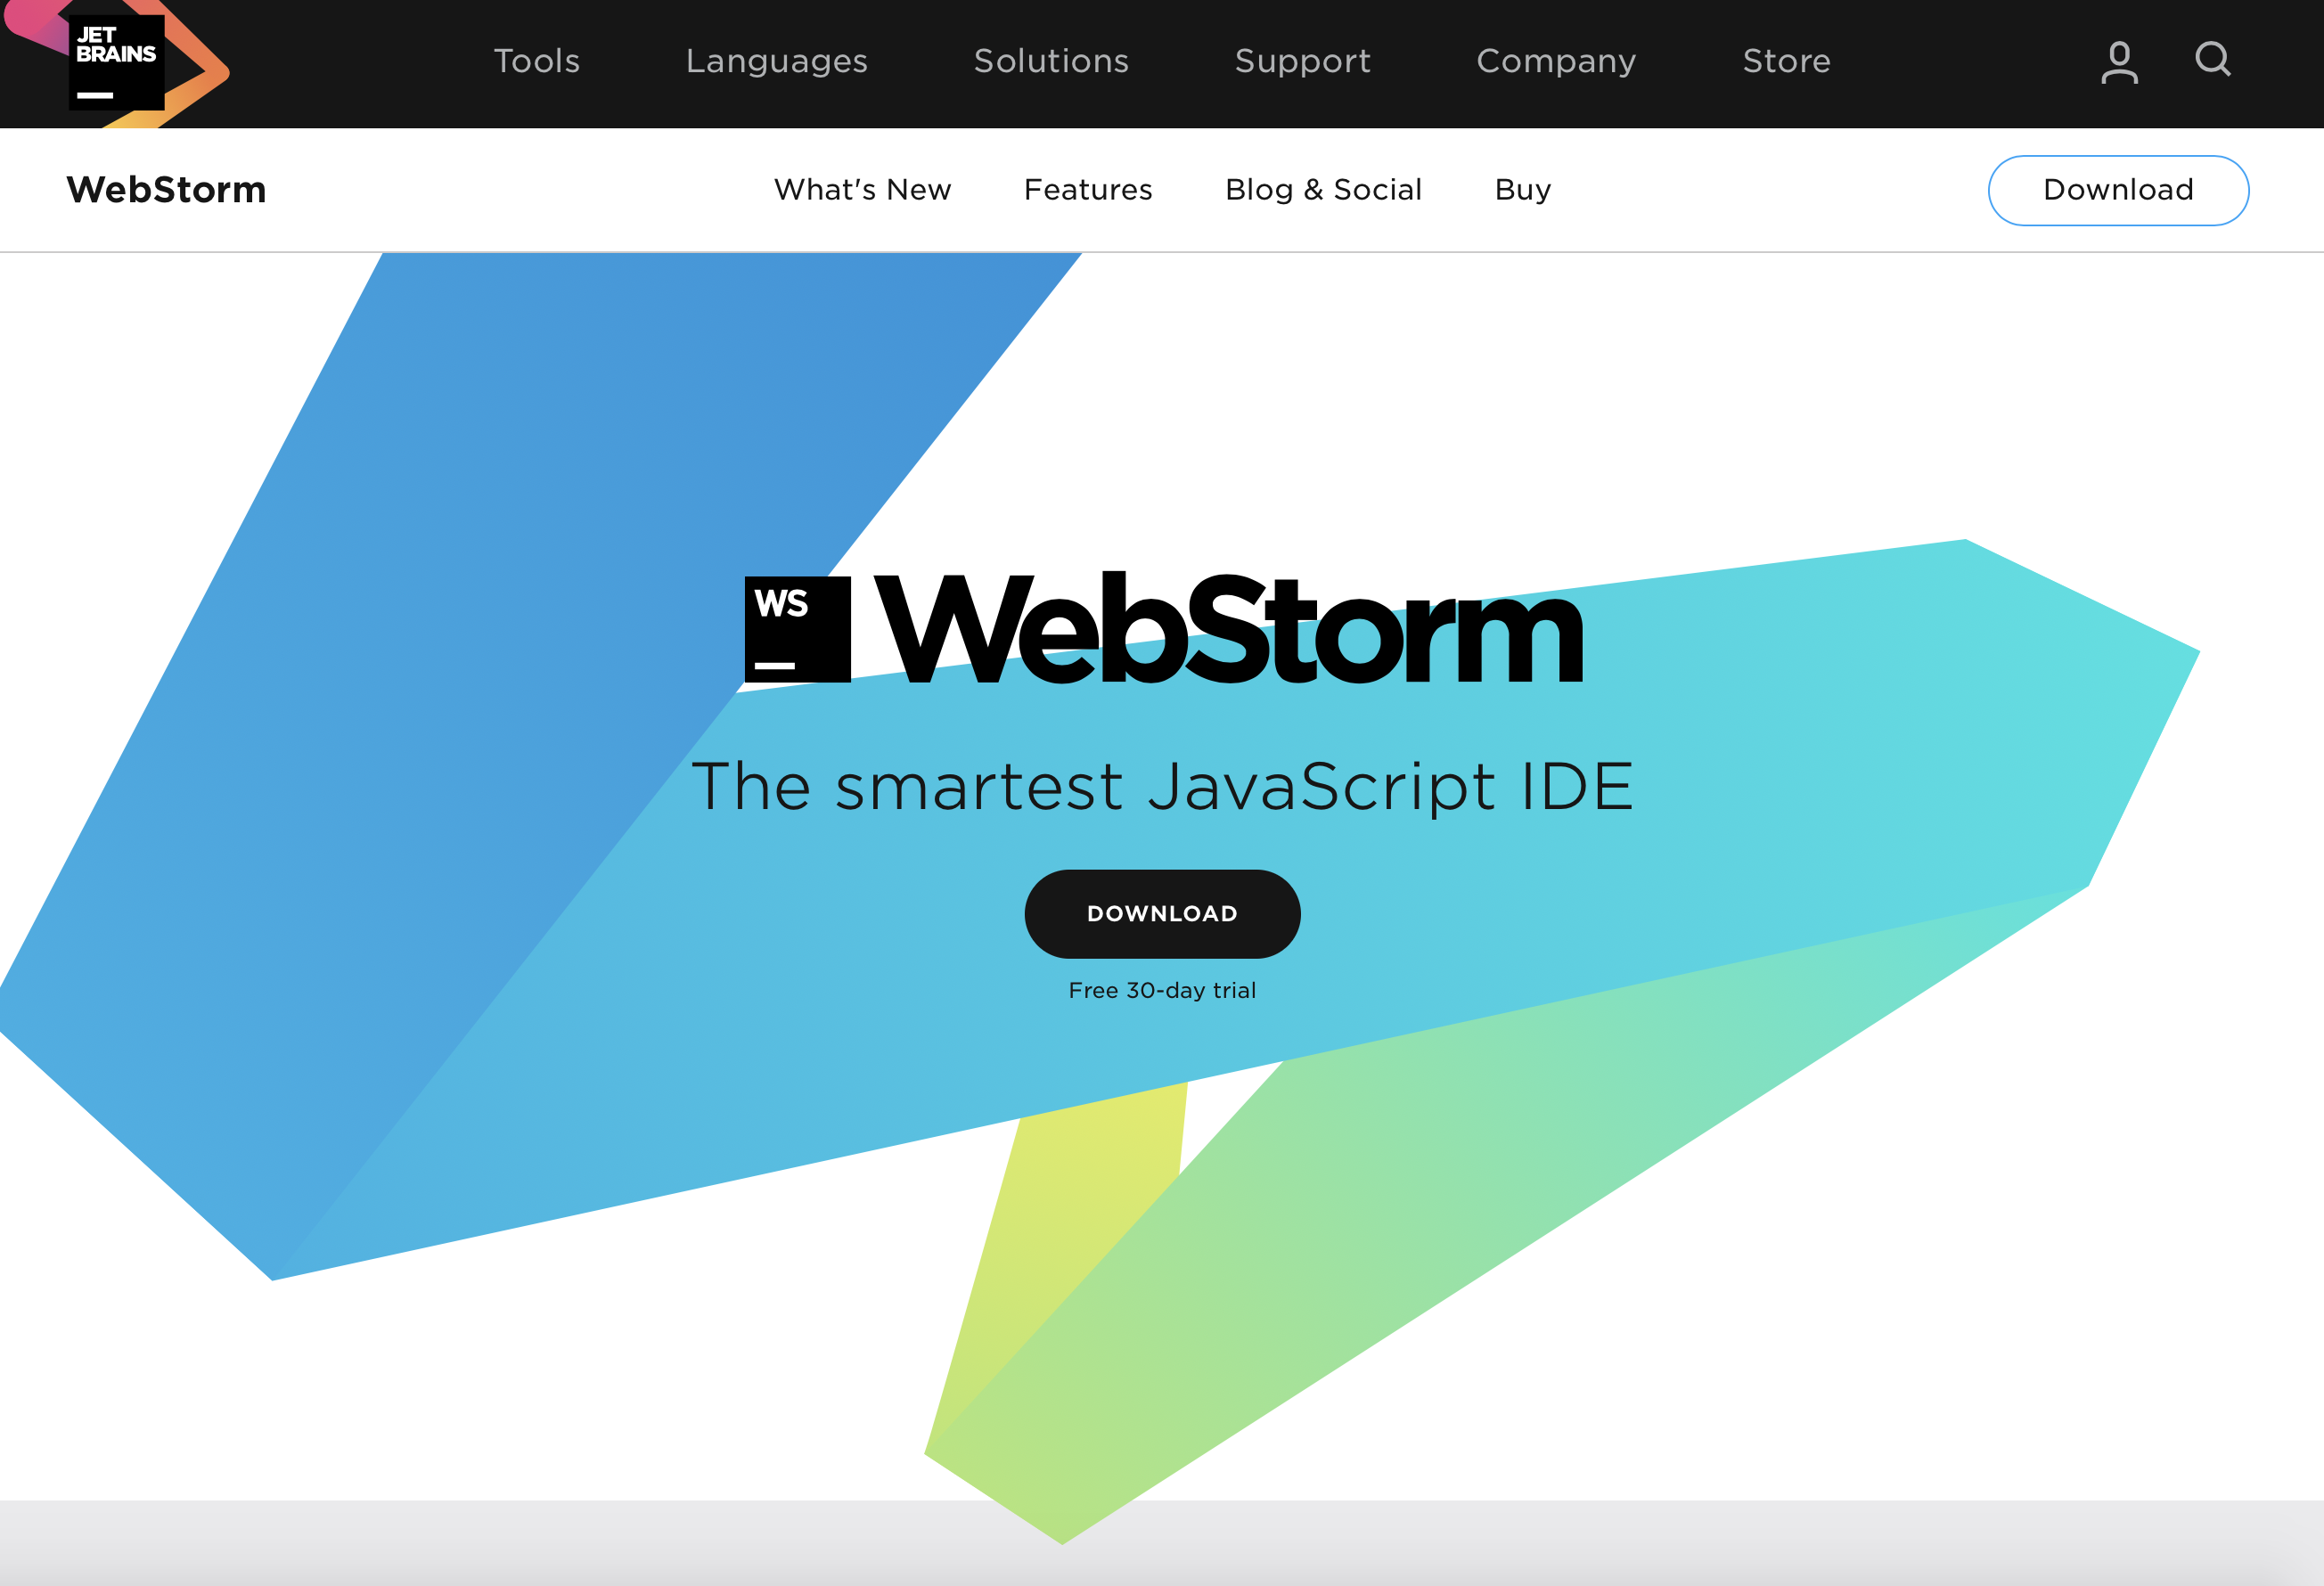 JET
BRAINS
Tools Languages Solutions Support Company Store
WebStorm What's New Features Blog & Social Buy Download
WS
WebStorm
The smartest JavaScript IDE
DOWNLOAD
Free 30-day trial